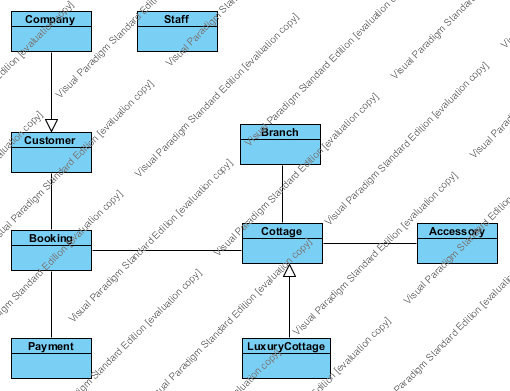 Company
Staff
Customer
Branch
Booking
Cottage
Accessory
Payment
LuxuryCottage
Visual Paradigm Standard Edition [evaluation copy]